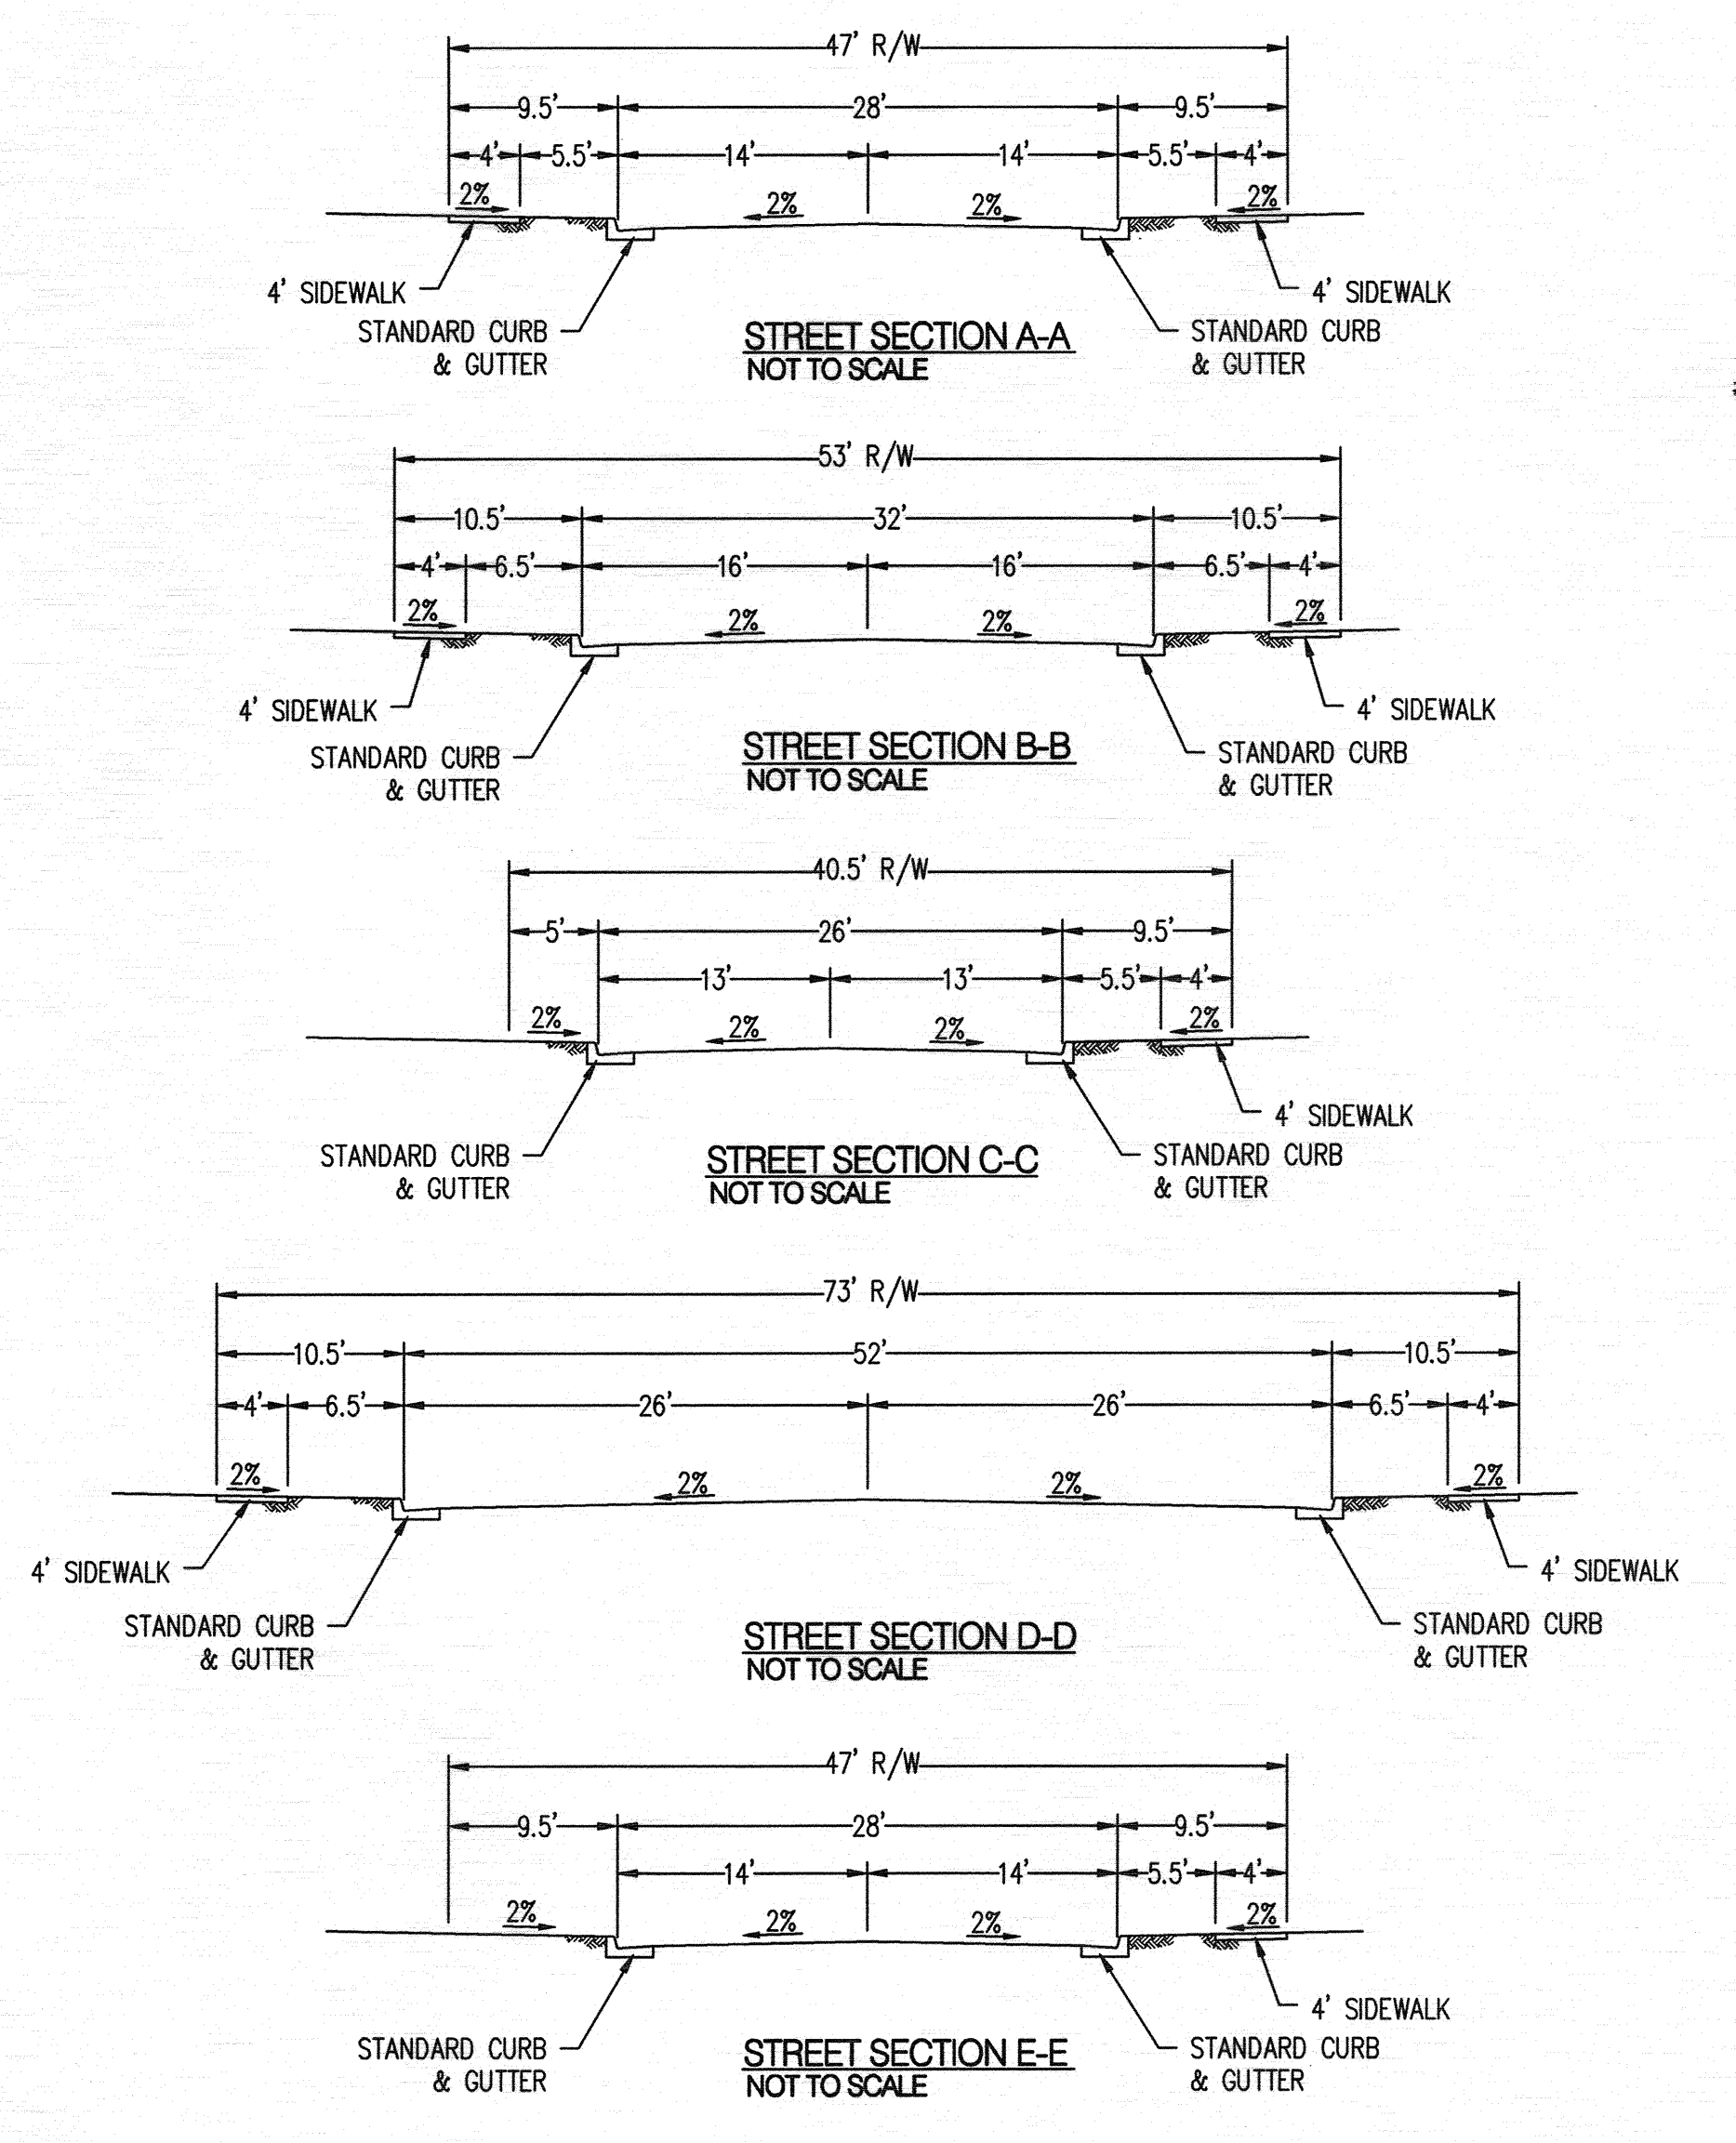 47' R/W
9.5' 28' 9.5'
4' 5.5' 14' 14' 5.5' 4'
2% 2% 2% 2%
4' SIDEWALK 4' SIDEWALK
STANDARD CURB STANDARD CURB
& GUTTER & GUTTER
STREET SECTION A-A
NOT TO SCALE
53' R/W
10.5' 32' 10.5'
4' 6.5' 16' 16' 6.5' 4'
2% 2% 2% 2%
4' SIDEWALK 4' SIDEWALK
STANDARD CURB STANDARD CURB
& GUTTER & GUTTER
STREET SECTION B-B
NOT TO SCALE
40.5' R/W
5' 26' 9.5'
13' 13' 5.5' 4'
2% 2% 2% 2%
4' SIDEWALK
STANDARD CURB STANDARD CURB
& GUTTER & GUTTER
STREET SECTION C-C
NOT TO SCALE
73' R/W
10.5' 52' 10.5'
4' 6.5' 26' 26' 6.5' 4'
2% 2% 2% 2%
4' SIDEWALK 4' SIDEWALK
STANDARD CURB STANDARD CURB
& GUTTER & GUTTER
STREET SECTION D-D
NOT TO SCALE
47' R/W
9.5' 28' 9.5'
14' 14' 5.5' 4'
2% 2% 2% 2%
4' SIDEWALK
STANDARD CURB STANDARD CURB
& GUTTER & GUTTER
STREET SECTION E-E
NOT TO SCALE